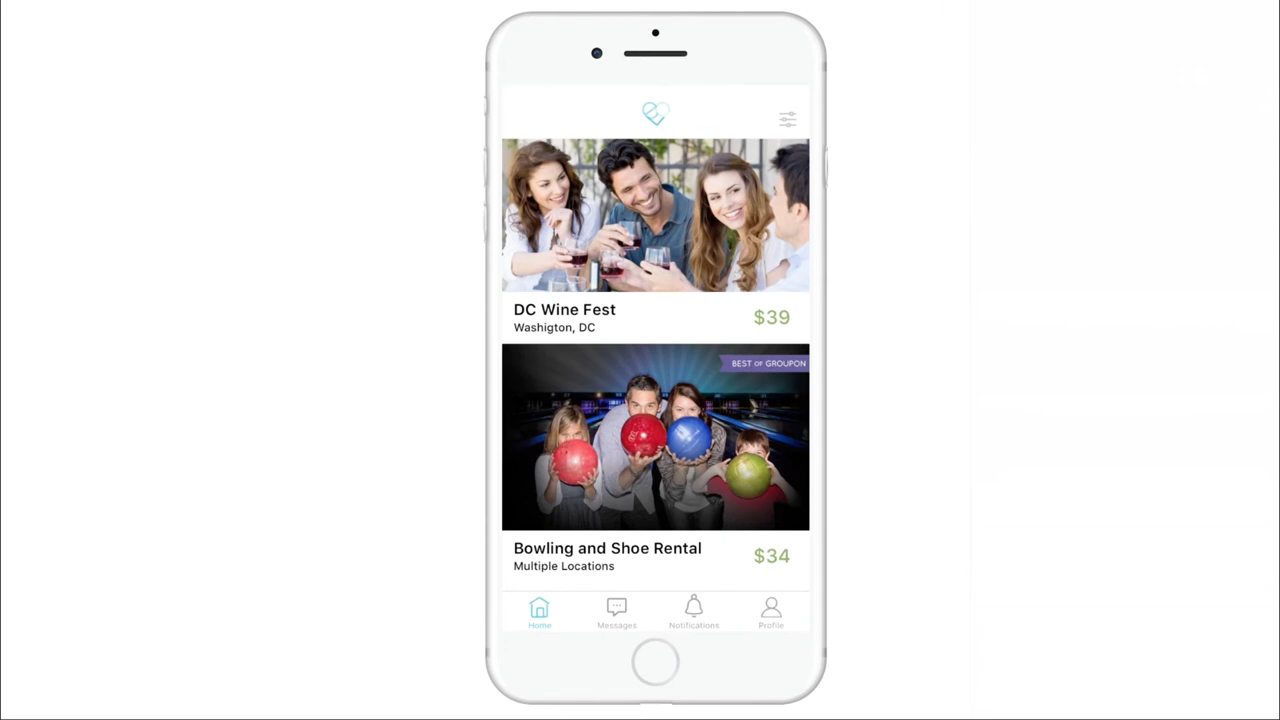 DC Wine Fest
Washigton, DC
$39
BEST OF GROUPON
Bowling and Shoe Rental
Multiple Locations
$34
Home
Messages
Notifications
Profile